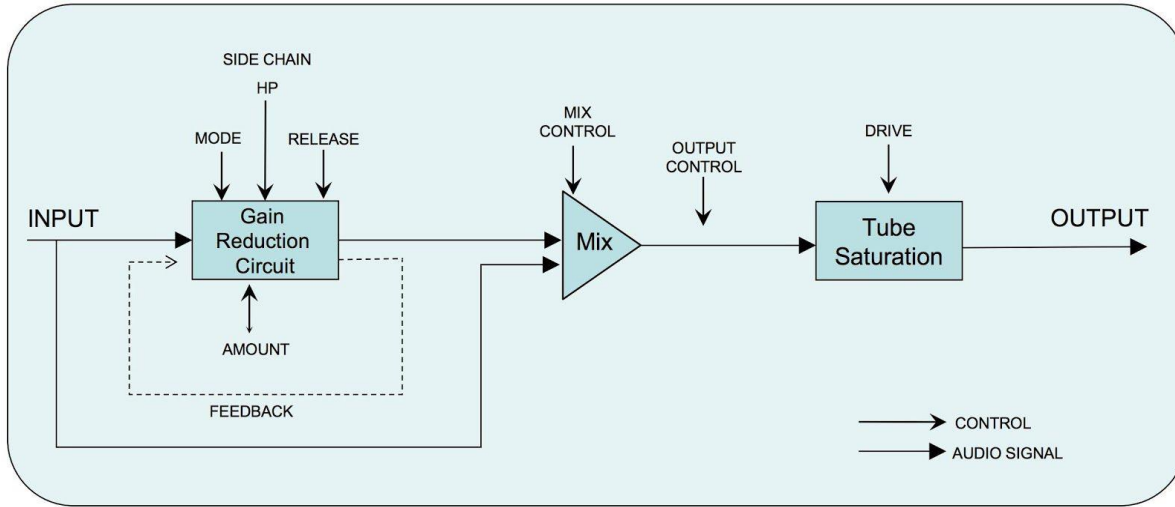 SIDE CHAIN
HP
MODE
RELEASE
MIX
CONTROL
OUTPUT
CONTROL
DRIVE
INPUT
Gain
Reduction
Circuit
Mix
Tube
Saturation
OUTPUT
AMOUNT
FEEDBACK
CONTROL
AUDIO SIGNAL